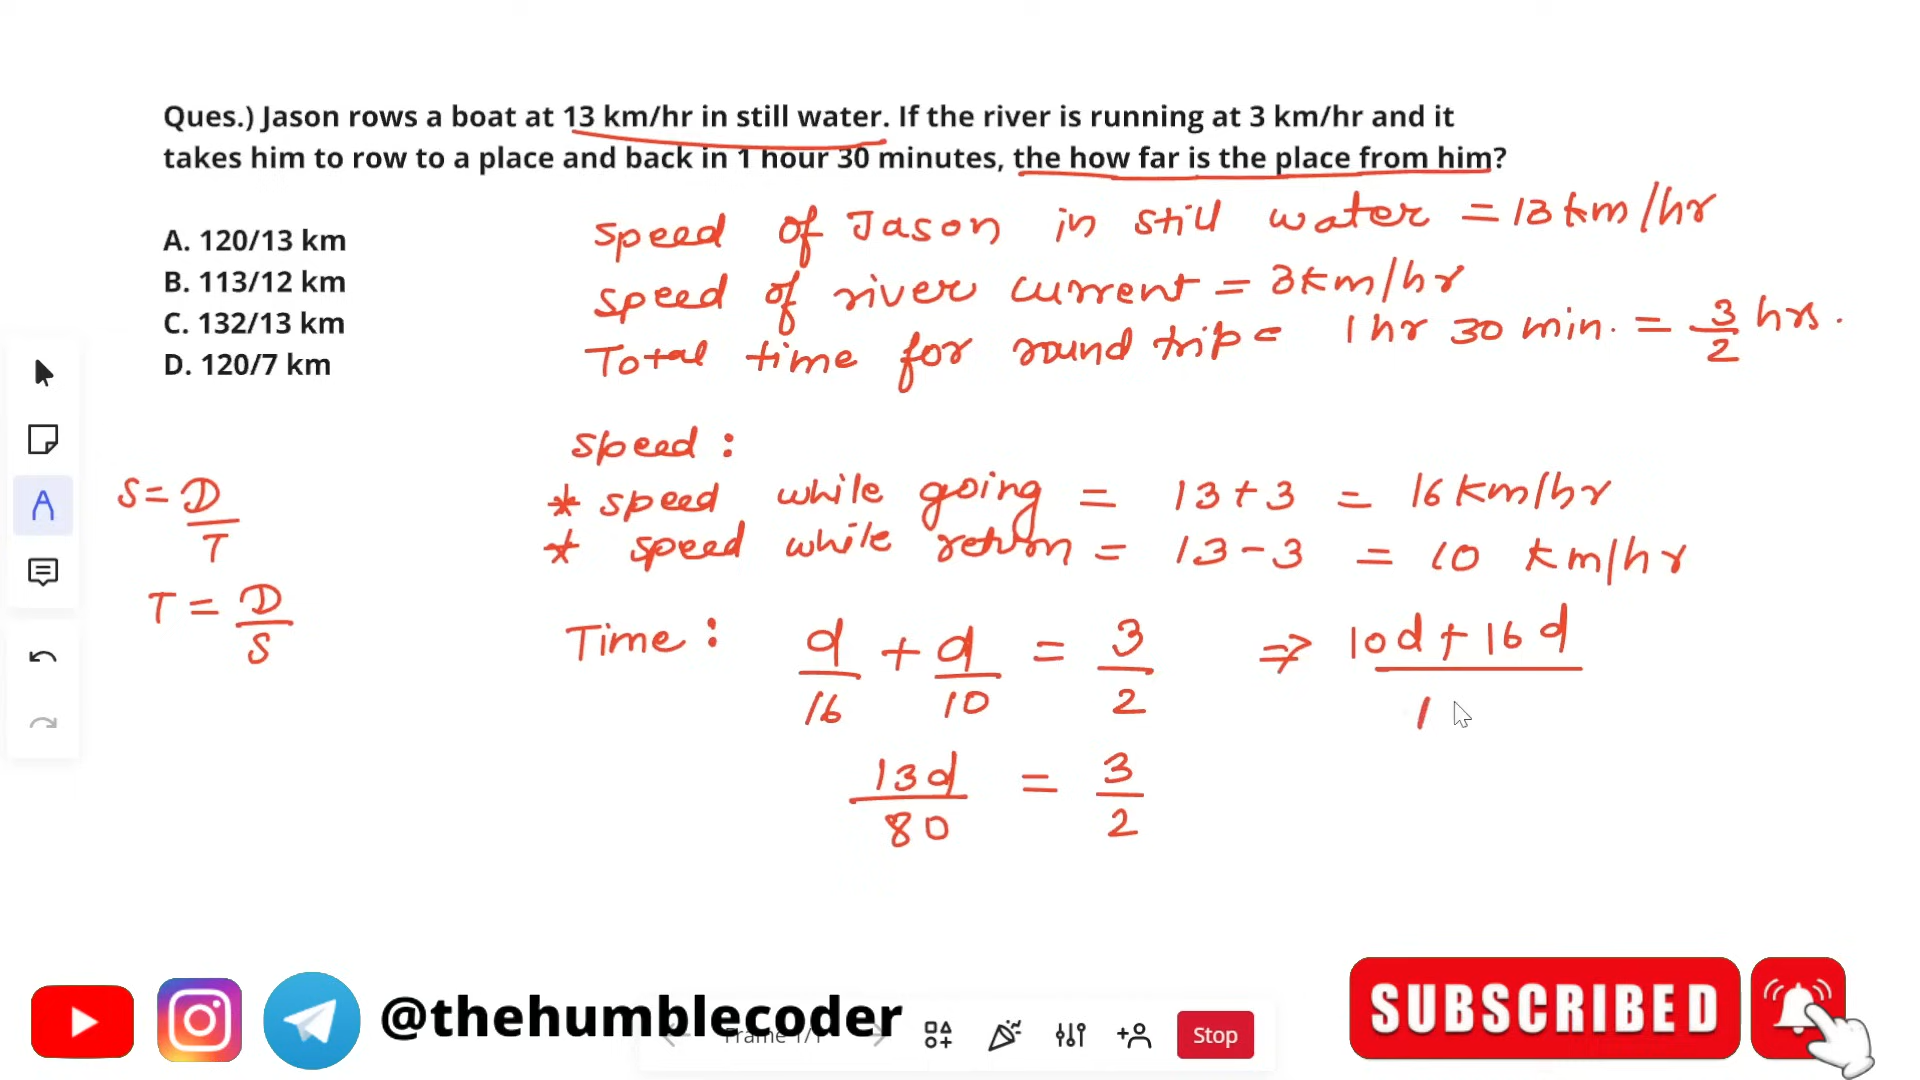 Ques.) Jason rows a boat at 13 km/hr in still water. If the river is running at 3 km/hr and it
takes him to row to a place and back in 1 hour 30 minutes, the how far is the place from him?
A. 120/13 km
B. 113/12 km
C. 132/13 km
D. 120/7 km
speed of Jason in still water = 13 km/hr
speed of river current = 3km/hr
Total time for round trip = 1 hr 30 min. = 3/2 hrs.
S = D/T
T = D/S
speed :
* speed while going = 13 + 3 = 16 km/hr
* speed while return = 13 - 3 = 10 km/hr
Time : d/16 + d/10 = 3/2 ⇒ 10d + 16d / 1
13d/80 = 3/2
@thehumblecoder
Frame 1/1
Stop
SUBSCRIBED